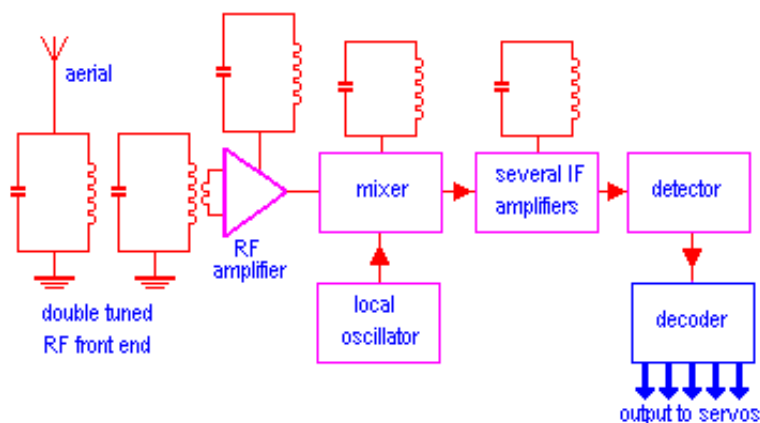 aerial
double tuned
RF front end
RF
amplifier
mixer
local
oscillator
several IF
amplifiers
detector
decoder
output to servos